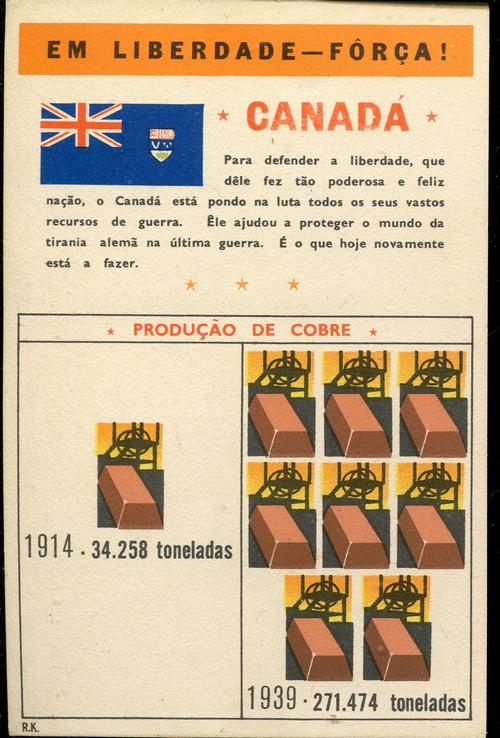 EM LIBERDADE—FÔRÇA!
★ CANADÁ ★
Para defender a liberdade, que
dêle fez tão poderosa e feliz
nação, o Canadá está pondo na luta todos os seus vastos
recursos de guerra. Êle ajudou a proteger o mundo da
tirania alemã na última guerra. É o que hoje novamente
está a fazer.
★ ★ ★
★ PRODUÇÃO DE COBRE ★
1914 · 34.258 toneladas
1939 · 271.474 toneladas
R.K.